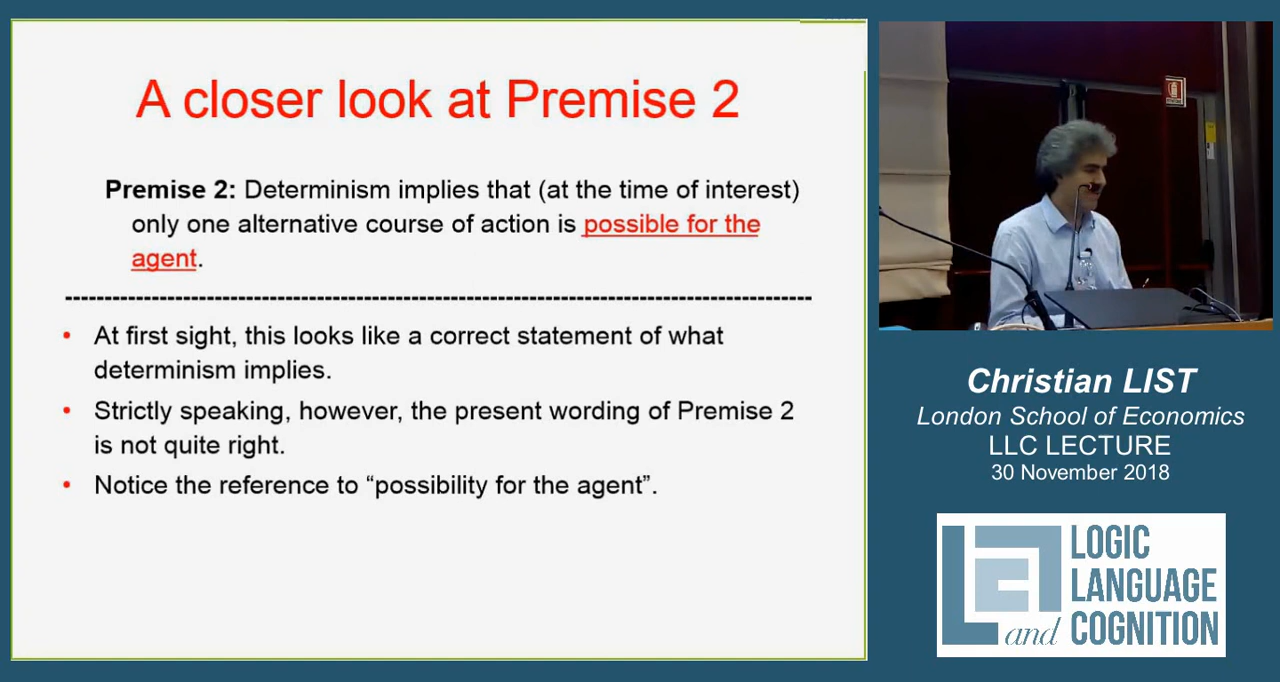 A closer look at Premise 2
Premise 2: Determinism implies that (at the time of interest)
only one alternative course of action is possible for the
agent.
--------------------------------------------------------------------------------
• At first sight, this looks like a correct statement of what
determinism implies.
• Strictly speaking, however, the present wording of Premise 2
is not quite right.
• Notice the reference to “possibility for the agent”.
Christian LIST
London School of Economics
LLC LECTURE
30 November 2018
LOGIC
LANGUAGE
and COGNITION